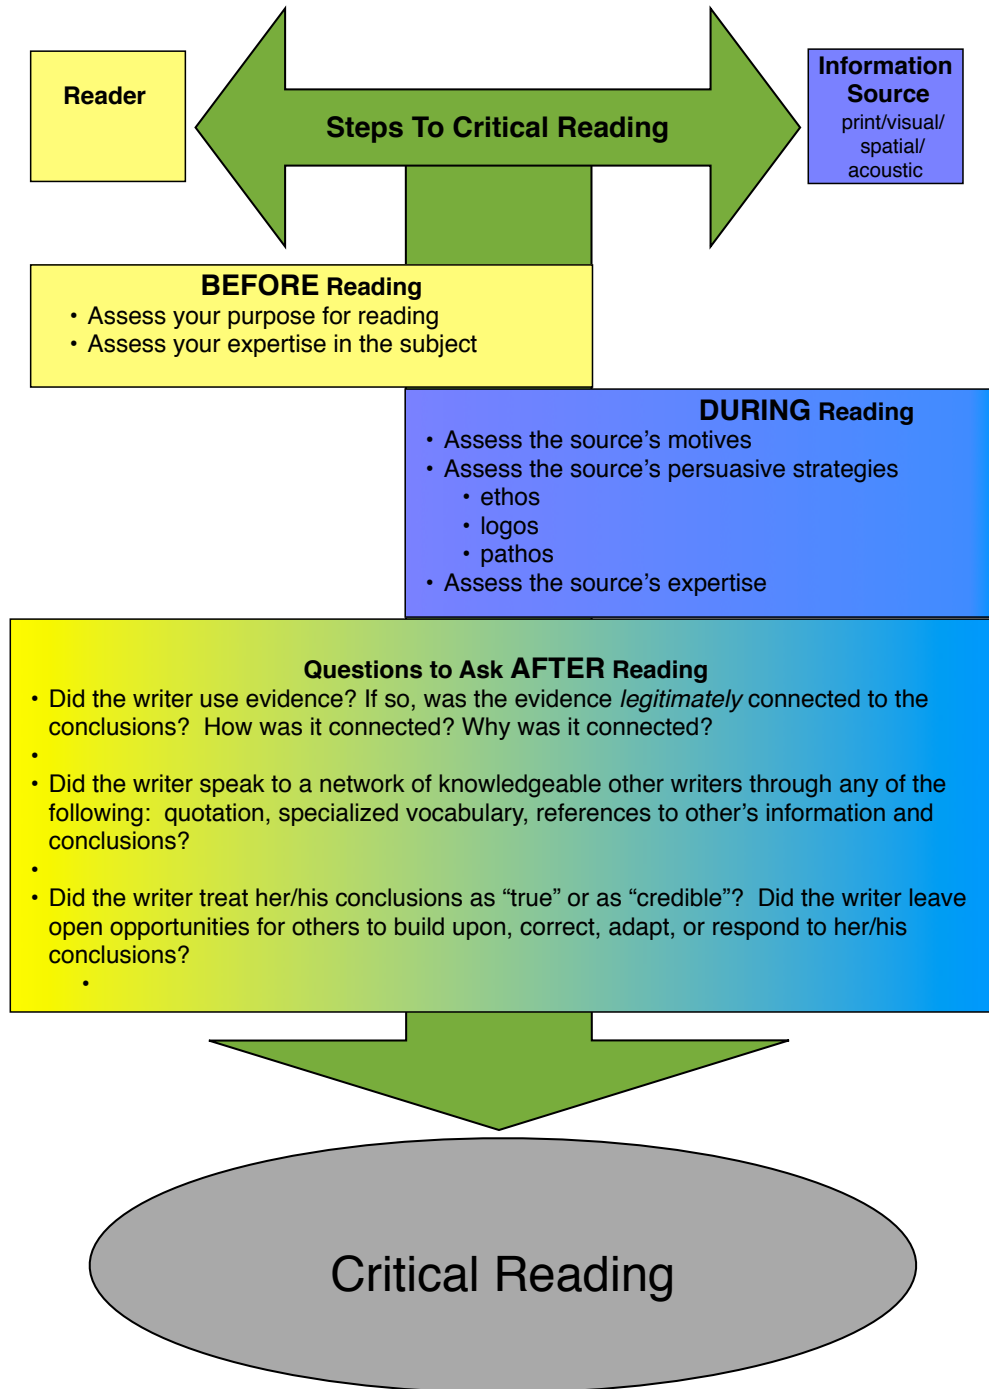 Reader
Steps To Critical Reading
Information
Source
print/visual/
spatial/
acoustic
BEFORE Reading
• Assess your purpose for reading
• Assess your expertise in the subject
DURING Reading
• Assess the source’s motives
• Assess the source’s persuasive strategies
• ethos
• logos
• pathos
• Assess the source’s expertise
Questions to Ask AFTER Reading
• Did the writer use evidence? If so, was the evidence legitimately connected to the
conclusions?  How was it connected? Why was it connected?
•
• Did the writer speak to a network of knowledgeable other writers through any of the
following:  quotation, specialized vocabulary, references to other’s information and
conclusions?
•
• Did the writer treat her/his conclusions as “true” or as “credible”?  Did the writer leave
open opportunities for others to build upon, correct, adapt, or respond to her/his
conclusions?
•
Critical Reading